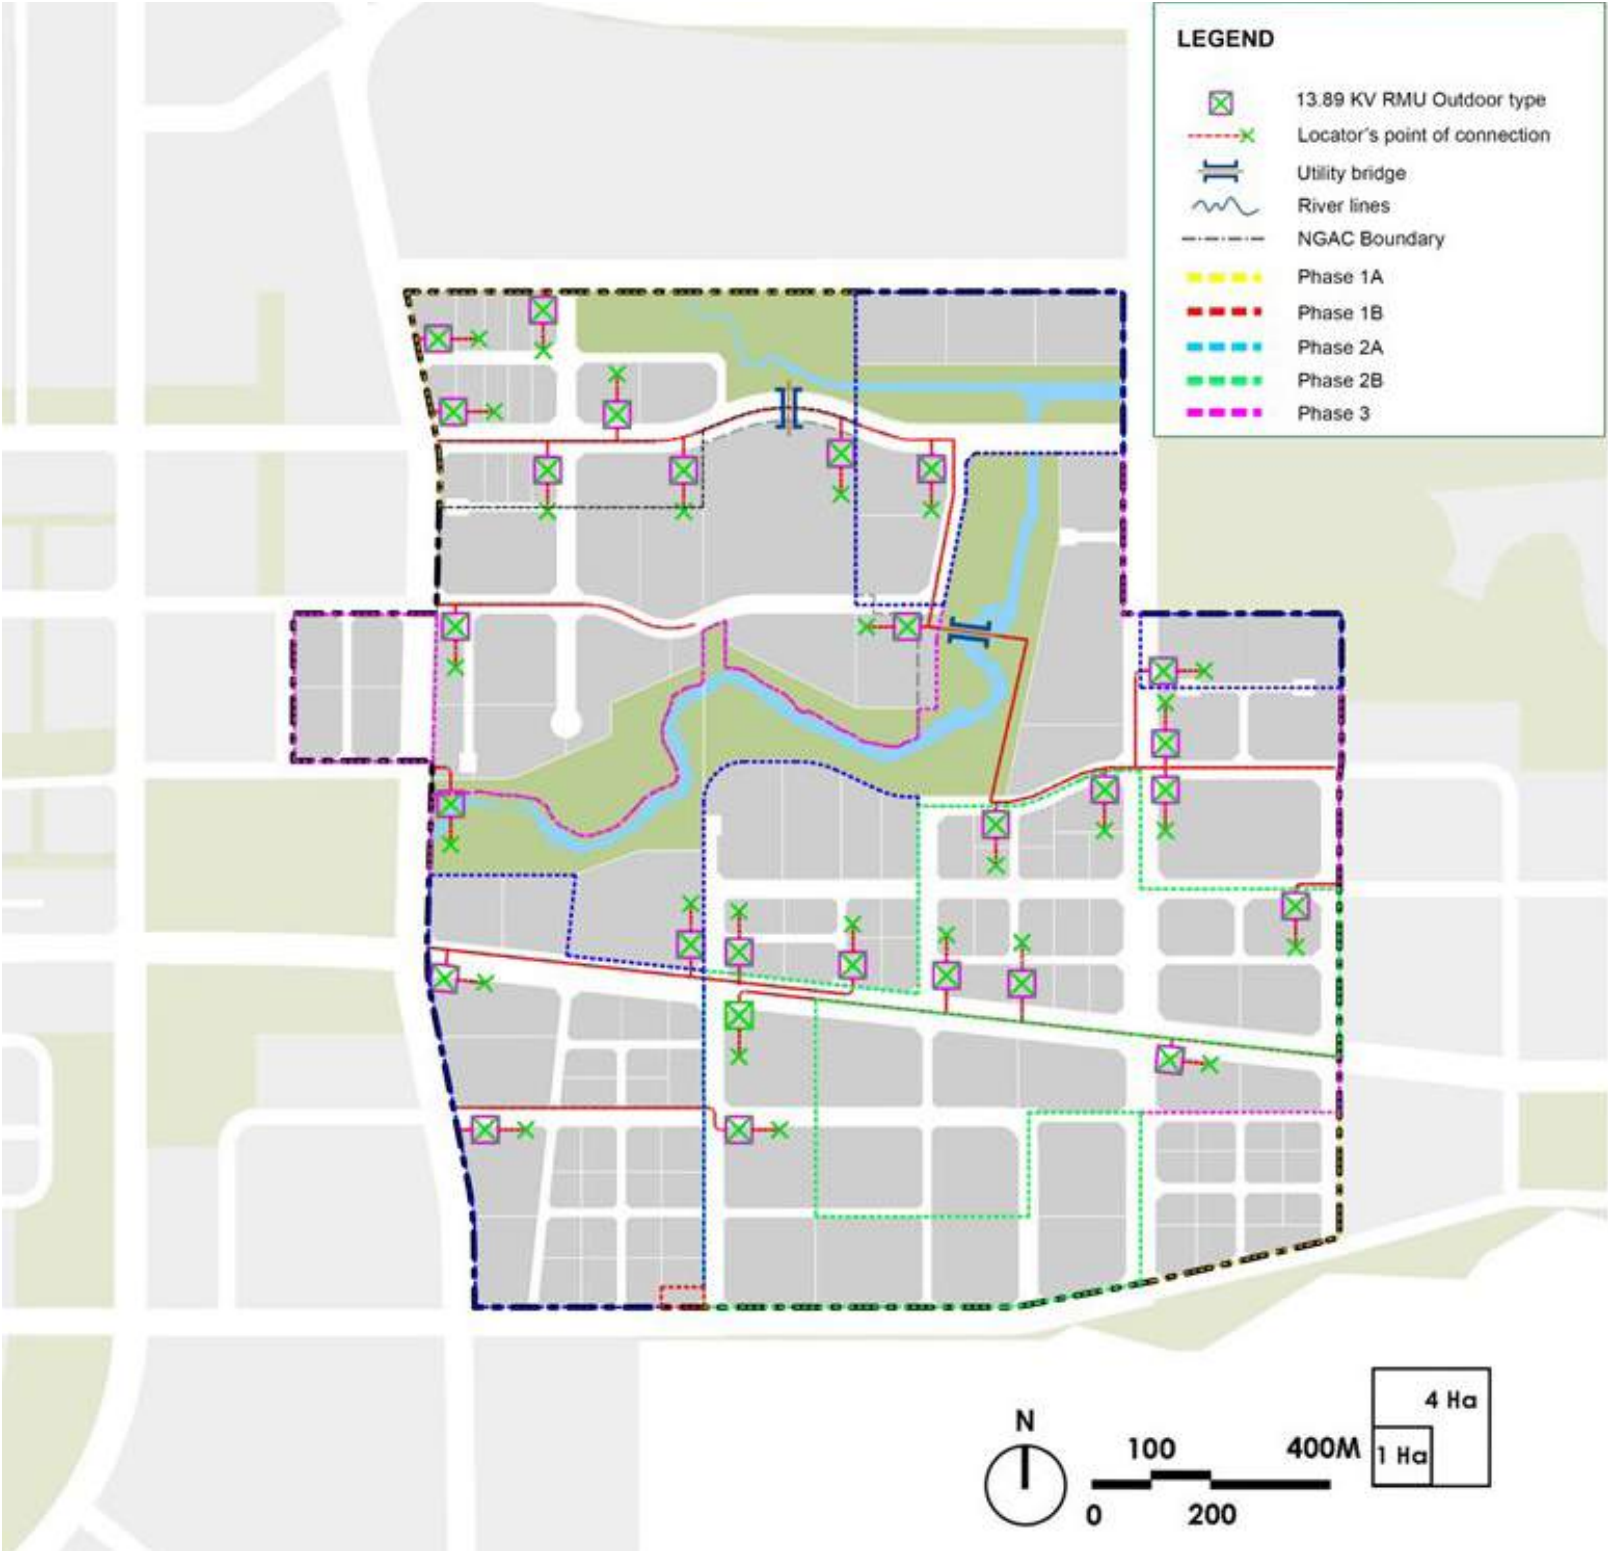 LEGEND
13.89 KV RMU Outdoor type
Locator's point of connection
Utility bridge
River lines
NGAC Boundary
Phase 1A
Phase 1B
Phase 2A
Phase 2B
Phase 3
N
100 400M
0 200
4 Ha
1 Ha